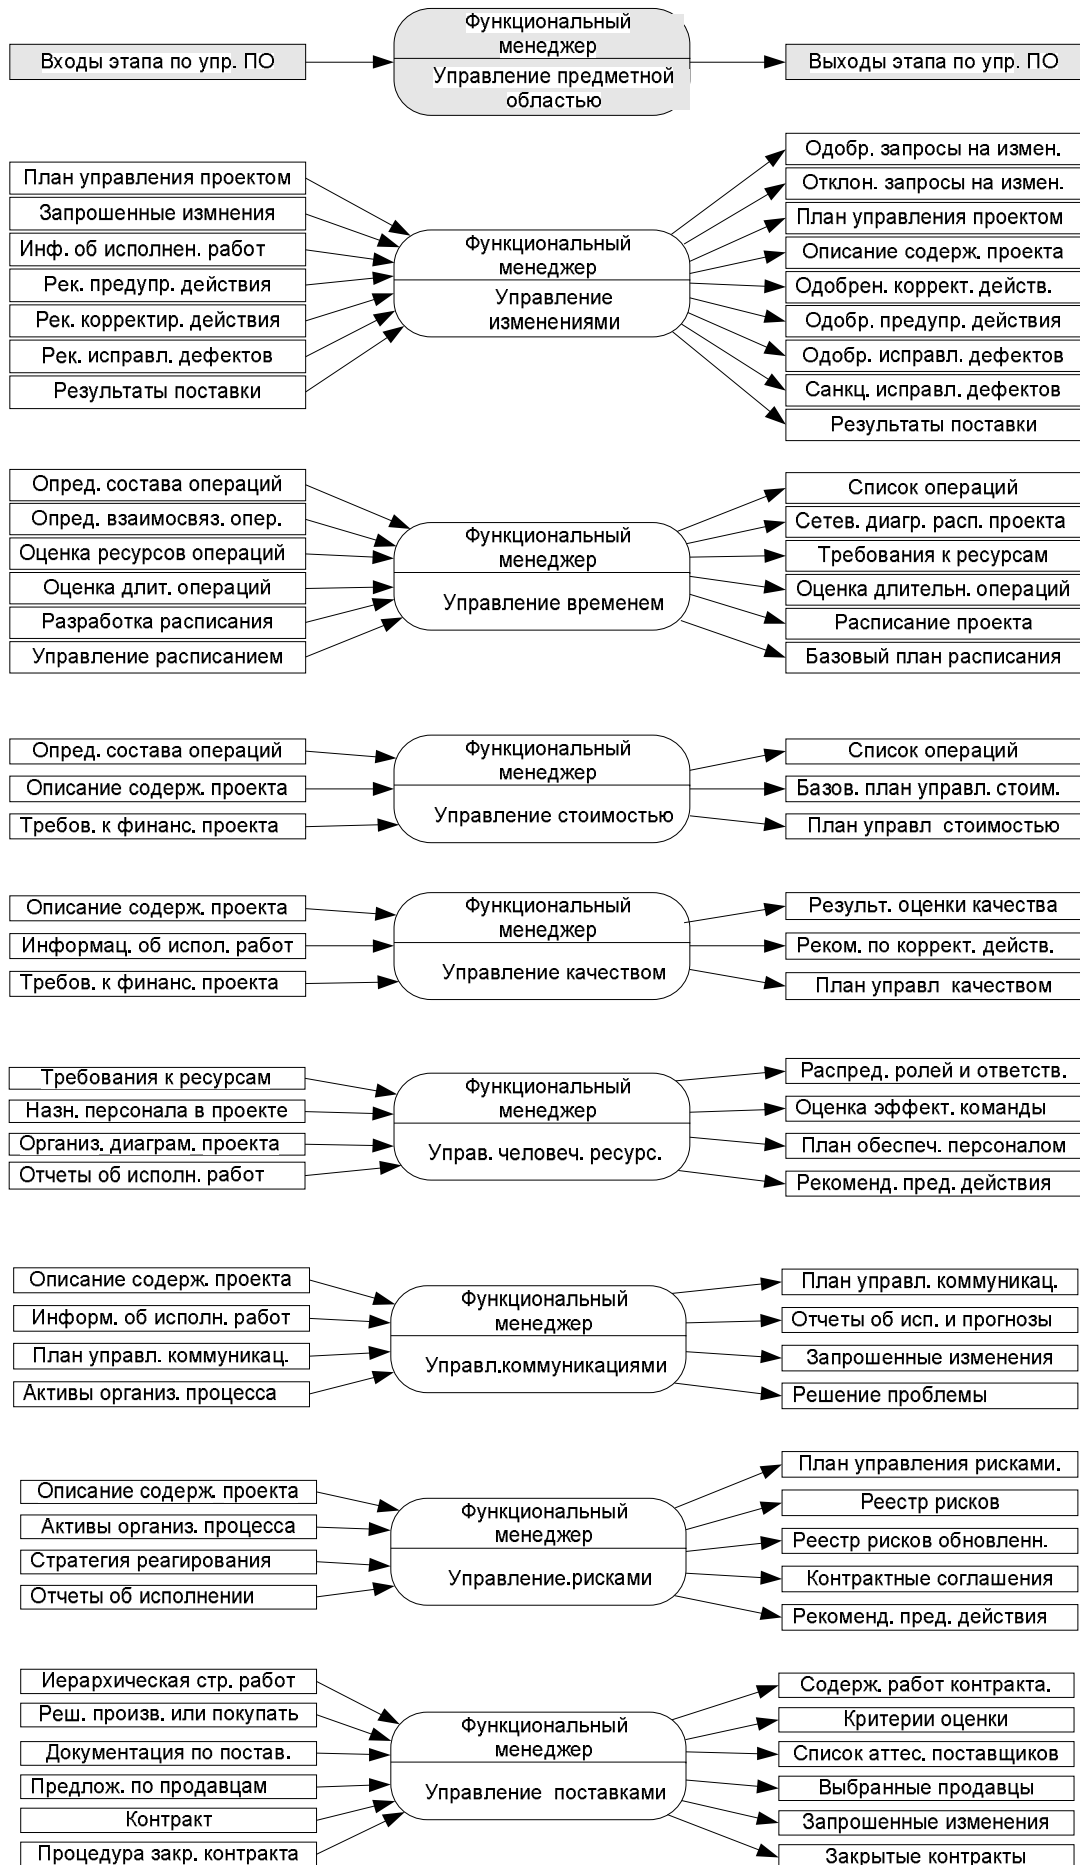 Входы этапа по упр. ПО
Функциональный
менеджер
Управление предметной
областью
Выходы этапа по упр. ПО
План управления проектом
Запрошенные измнения
Инф. об исполнен. работ
Рек. предупр. действия
Рек. корректир. действия
Рек. исправл. дефектов
Результаты поставки
Функциональный
менеджер
Управление
изменениями
Одобр. запросы на измен.
Отклон. запросы на измен.
План управления проектом
Описание содерж. проекта
Одобрен. коррект. действ.
Одобр. предупр. действия
Одобр. исправл. дефектов
Санкц. исправл. дефектов
Результаты поставки
Опред. состава операций
Опред. взаимосвяз. опер.
Оценка ресурсов операций
Оценка длит. операций
Разработка расписания
Управление расписанием
Функциональный
менеджер
Управление временем
Список операций
Сетев. диагр. расп. проекта
Требования к ресурсам
Оценка длительн. операций
Расписание проекта
Базовый план расписания
Опред. состава операций
Описание содерж. проекта
Требов. к финанс. проекта
Функциональный
менеджер
Управление стоимостью
Список операций
Базов. план управл. стоим.
План управл стоимостью
Описание содерж. проекта
Информац. об испол. работ
Требов. к финанс. проекта
Функциональный
менеджер
Управление качеством
Результ. оценки качества
Реком. по коррект. действ.
План управл качеством
Требования к ресурсам
Назн. персонала в проекте
Организ. диаграм. проекта
Отчеты об исполн. работ
Функциональный
менеджер
Управ. человеч. ресурс.
Распред. ролей и ответств.
Оценка эффект. команды
План обеспеч. персоналом
Рекоменд. пред. действия
Описание содерж. проекта
Информ. об исполн. работ
План управл. коммуникац.
Активы организ. процесса
Функциональный
менеджер
Управл.коммуникациями
План управл. коммуникац.
Отчеты об исп. и прогнозы
Запрошенные изменения
Решение проблемы
Описание содерж. проекта
Активы организ. процесса
Стратегия реагирования
Отчеты об исполнении
Функциональный
менеджер
Управление.рисками
План управления рисками.
Реестр рисков
Реестр рисков обновленн.
Контрактные соглашения
Рекоменд. пред. действия
Иерархическая стр. работ
Реш. произв. или покупать
Документация по постав.
Предлож. по продавцам
Контракт
Процедура закр. контракта
Функциональный
менеджер
Управление поставками
Содерж. работ контракта.
Критерии оценки
Список аттес. поставщиков
Выбранные продавцы
Запрошенные изменения
Закрытые контракты